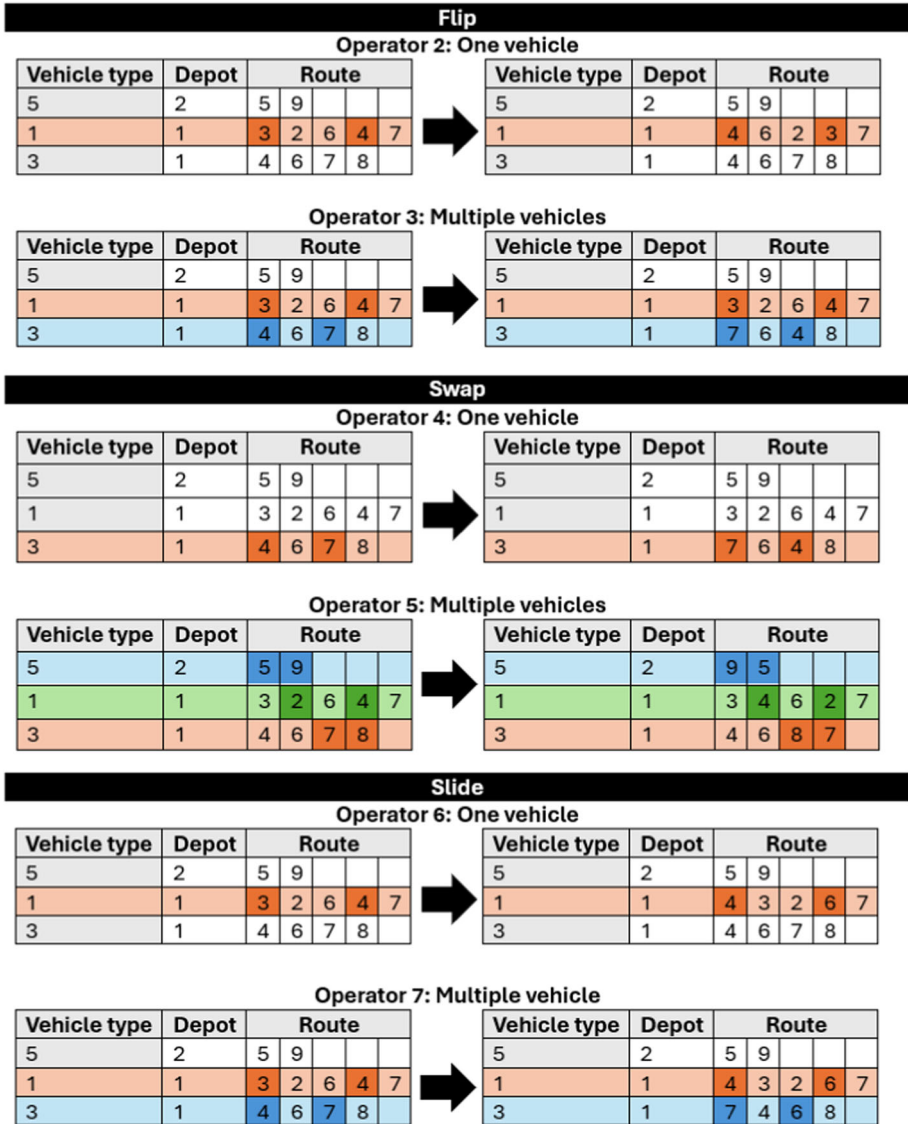 Flip
Operator 2: One vehicle
Vehicle type Depot Route Vehicle type Depot Route
5 2 5 9 5 2 5 9
1 1 3 2 6 4 7 1 1 4 6 2 3 7
3 1 4 6 7 8 3 1 4 6 7 8
Operator 3: Multiple vehicles
Vehicle type Depot Route Vehicle type Depot Route
5 2 5 9 5 2 5 9
1 1 3 2 6 4 7 1 1 3 2 6 4 7
3 1 4 6 7 8 3 1 7 6 4 8
Swap
Operator 4: One vehicle
Vehicle type Depot Route Vehicle type Depot Route
5 2 5 9 5 2 5 9
1 1 3 2 6 4 7 1 1 3 2 6 4 7
3 1 4 6 7 8 3 1 7 6 4 8
Operator 5: Multiple vehicles
Vehicle type Depot Route Vehicle type Depot Route
5 2 5 9 5 2 9 5
1 1 3 2 6 4 7 1 1 3 4 6 2 7
3 1 4 6 7 8 3 1 4 6 8 7
Slide
Operator 6: One vehicle
Vehicle type Depot Route Vehicle type Depot Route
5 2 5 9 5 2 5 9
1 1 3 2 6 4 7 1 1 4 3 2 6 7
3 1 4 6 7 8 3 1 4 6 7 8
Operator 7: Multiple vehicle
Vehicle type Depot Route Vehicle type Depot Route
5 2 5 9 5 2 5 9
1 1 3 2 6 4 7 1 1 4 3 2 6 7
3 1 4 6 7 8 3 1 7 4 6 8